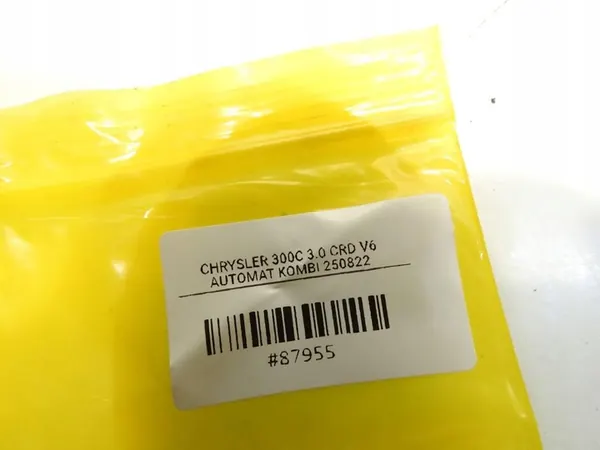 CHRYSLER 300C 3.0 CRD V6
AUTOMAT KOMBI 250822
#87955